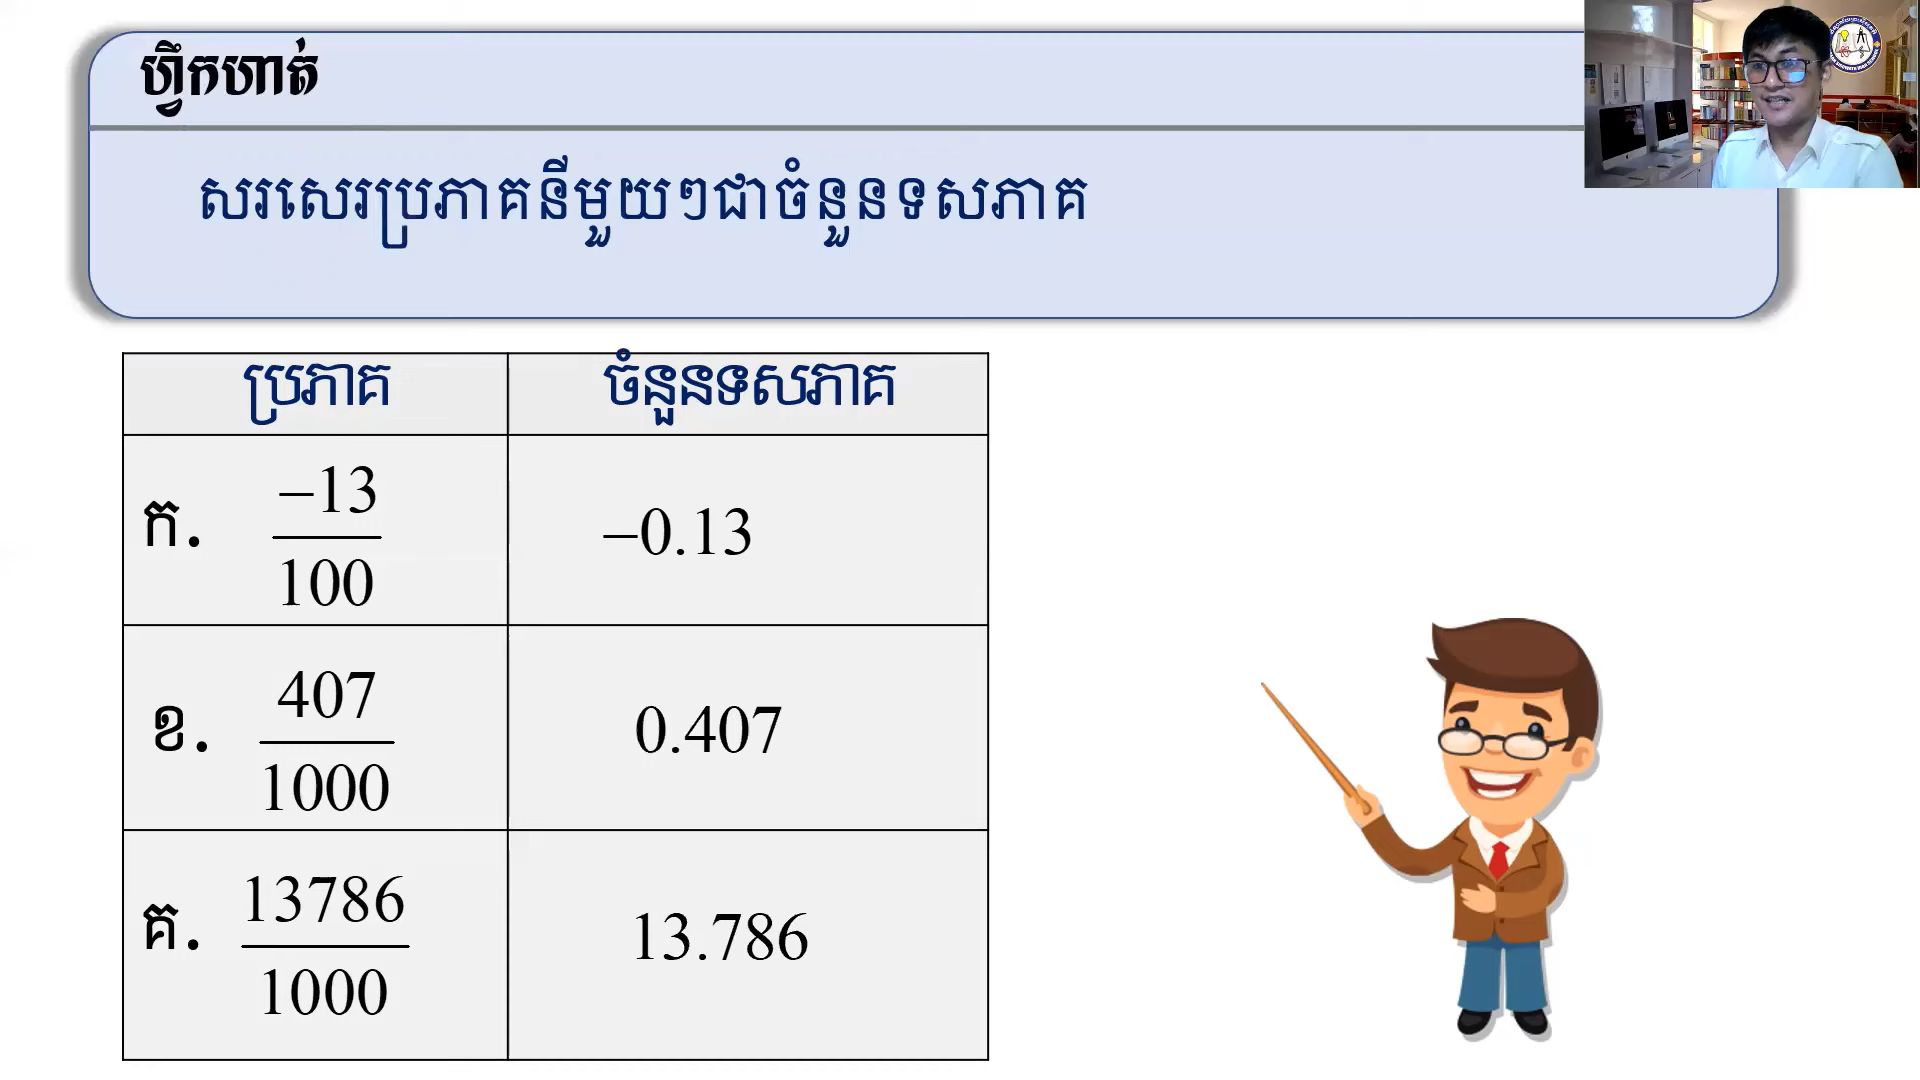 ហ្វឹកហាត់
សរសេរប្រភាគនីមួយៗជាចំនួនទសភាគ
ប្រភាគ ចំនួនទសភាគ
ក. –13/100 –0.13
ខ. 407/1000 0.407
គ. 13786/1000 13.786